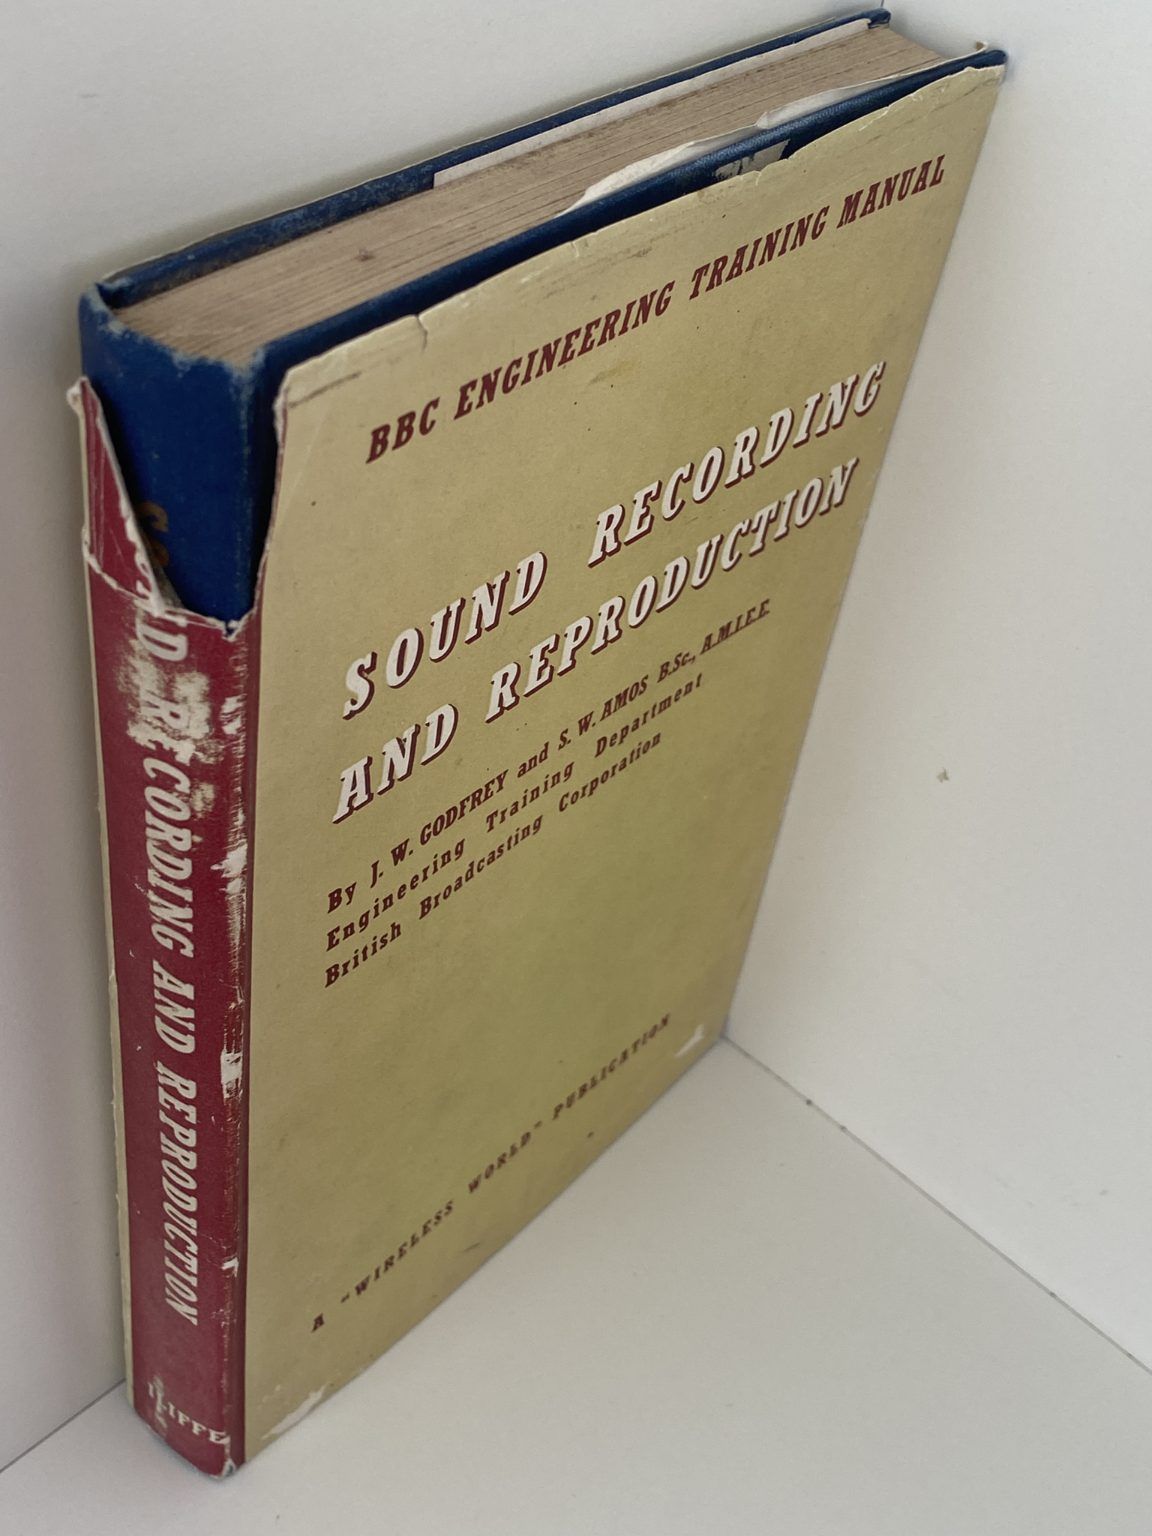 BBC ENGINEERING TRAINING MANUAL
SOUND RECORDING
AND REPRODUCTION
By J. W. GODFREY and S. W. AMOS B.Sc., A.M.I.E.E.
Engineering Training Department
British Broadcasting Corporation
A "WIRELESS WORLD" PUBLICATION
ND RECORDING AND REPRODUCTION
ILIFFE